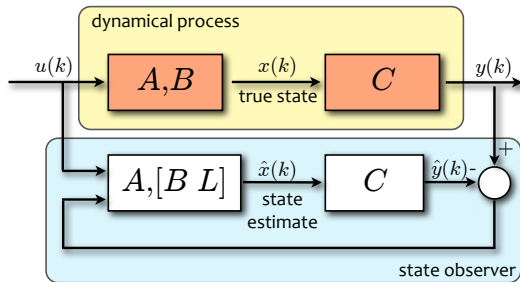 dynamical process
u(k)
A,B
x(k)
true state
C
y(k)
+
A,[B L]
x̂(k)
state
estimate
C
ŷ(k)
-
state observer